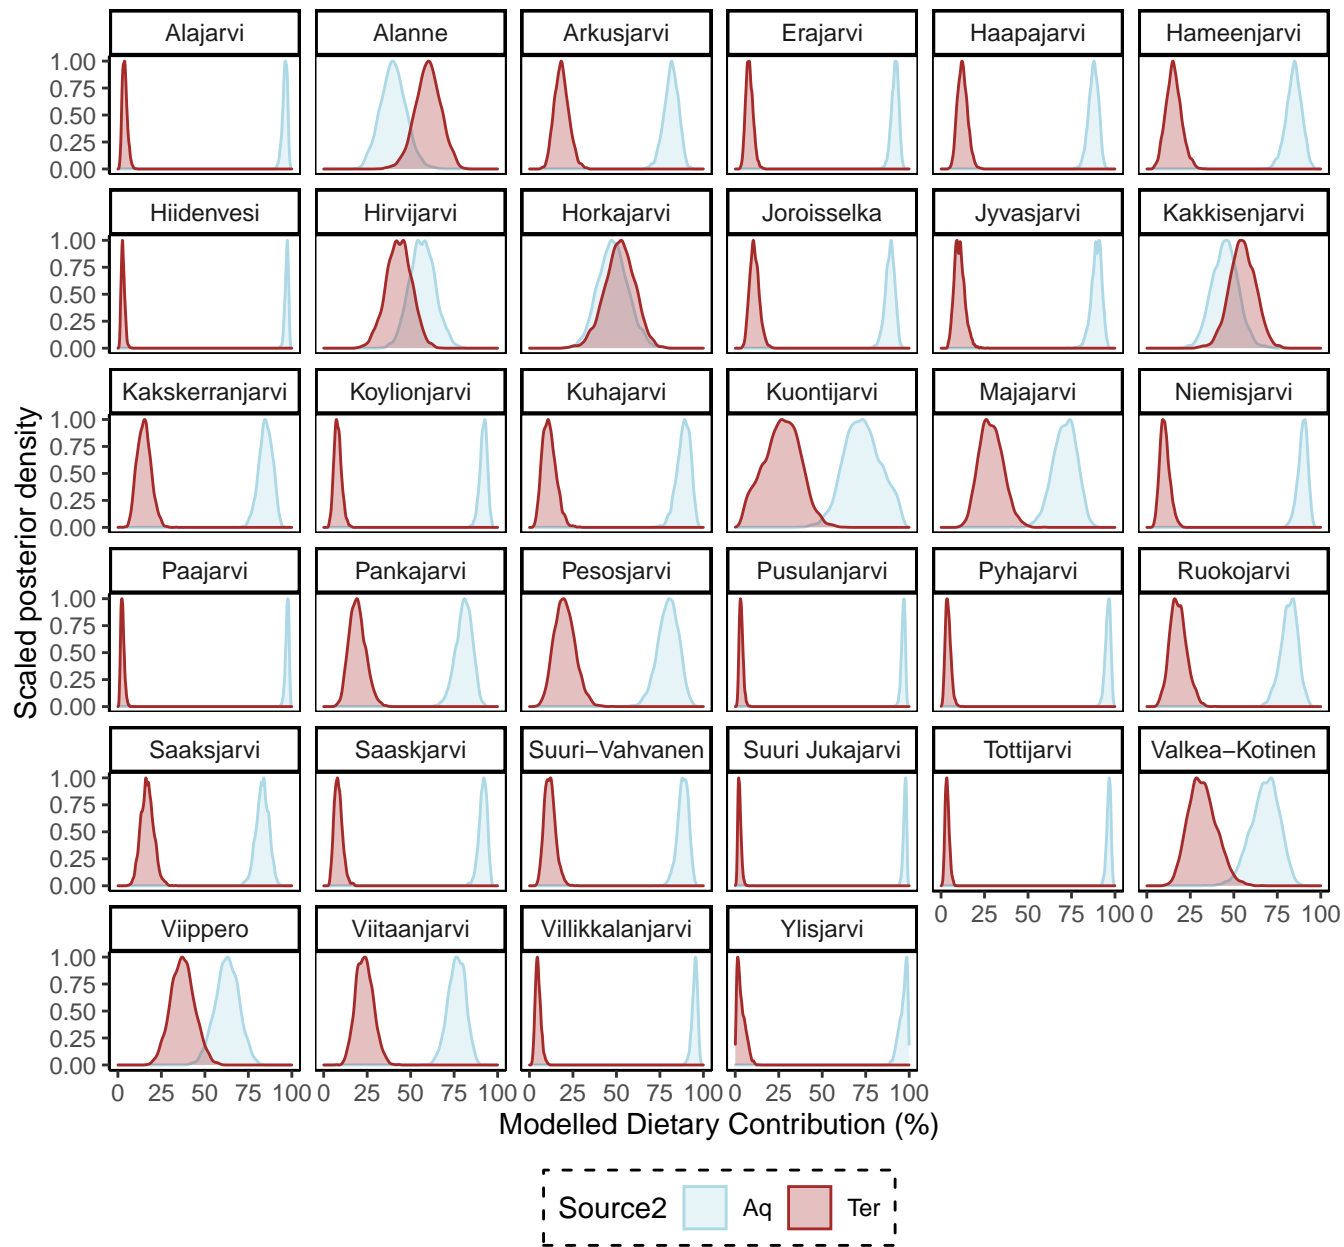 Alajarvi Alanne Arkusjarvi Erajarvi Haapajarvi Hameenjarvi
1.00
0.75
0.50
0.25
0.00
Hiidenvesi Hirvijarvi Horkajarvi Joroisselka Jyvasjarvi Kakkisenjarvi
1.00
0.75
0.50
0.25
0.00
Kakskerranjarvi Koylionjarvi Kuhajarvi Kuontijarvi Majajarvi Niemisjarvi
1.00
0.75
0.50
0.25
0.00
Scaled posterior density
Paajarvi Pankajarvi Pesosjarvi Pusulanjarvi Pyhajarvi Ruokojarvi
1.00
0.75
0.50
0.25
0.00
Saaksjarvi Saaskjarvi Suuri−Vahvanen Suuri Jukajarvi Tottijarvi Valkea−Kotinen
1.00
0.75
0.50
0.25
0.00
0 25 50 75 100 0 25 50 75 100
Viippero Viitaanjarvi Villikkalanjarvi Ylisjarvi
1.00
0.75
0.50
0.25
0.00
0 25 50 75 100 0 25 50 75 100 0 25 50 75 100 0 25 50 75 100
Modelled Dietary Contribution (%)
Source2 Aq Ter